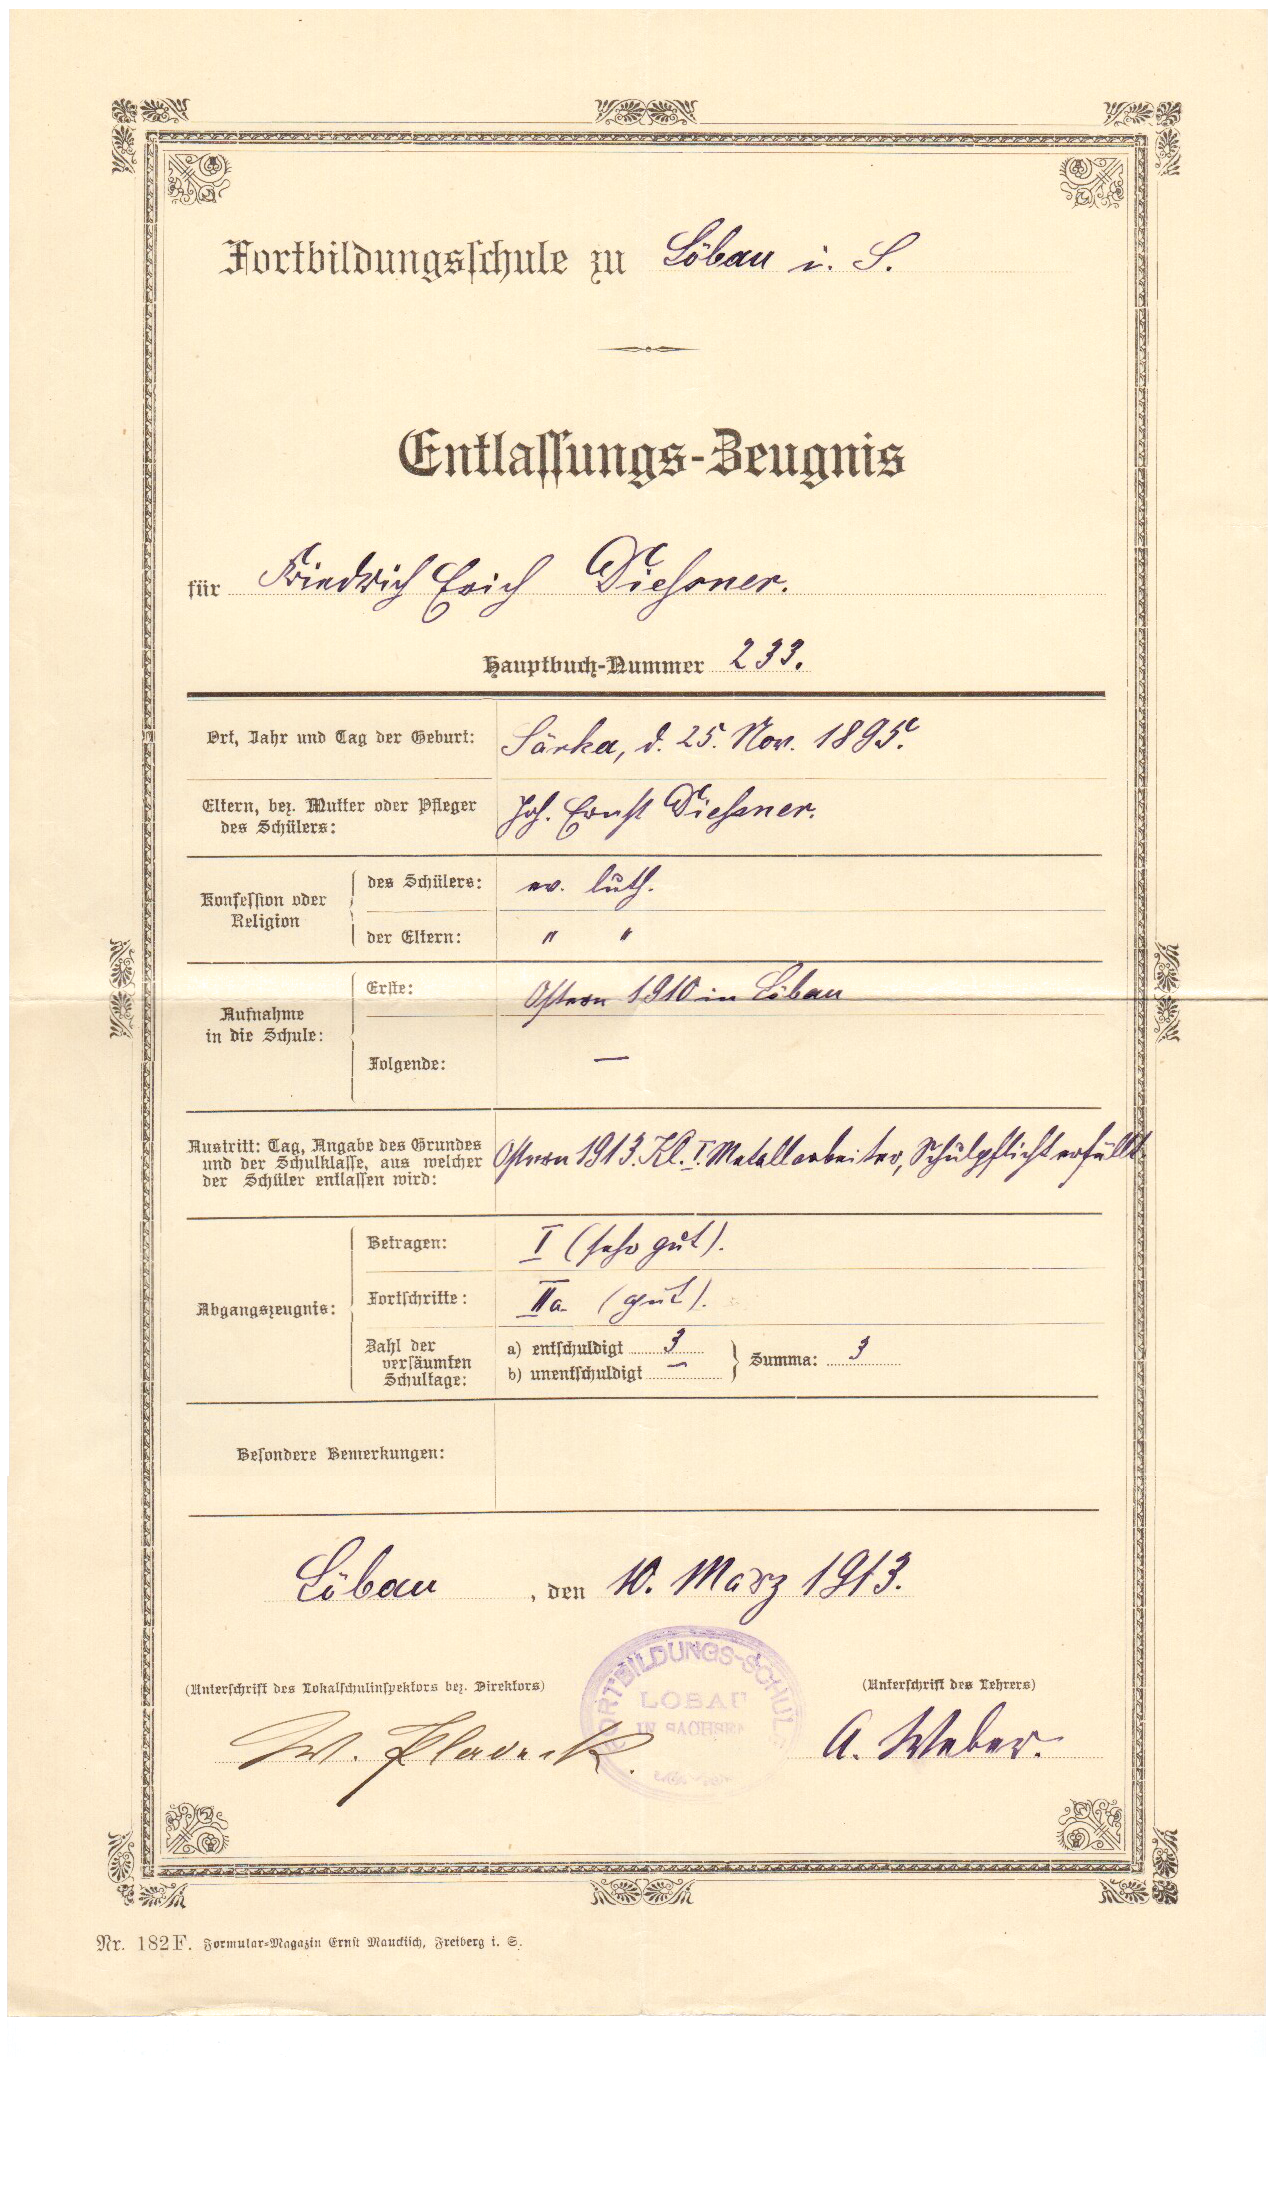 Fortbildungsschule zu Löbau i. S.
Entlassungs-Zeugnis
für Friedrich Erich Diessner.
Hauptbuch-Nummer 233.
Ort, Jahr und Tag der Geburt: Särka, d. 25. Nov. 1895.
Eltern, bez. Mutter oder Pfleger
des Schülers:
Joh. Ernst Diessner.
Konfession oder
Religion
des Schülers: ev. luth.
der Eltern: " "
Aufnahme
in die Schule:
Erste: Ostern 1910 in Löbau
Folgende: —
Austritt: Tag, Angabe des Grundes
und der Schulklasse, aus welcher
der Schüler entlassen wird:
Ostern 1913. Kl. I. Metallarbeiter, Schulpflicht erfüllt.
Abgangszeugnis:
Betragen: I (sehr gut).
Fortschritte: IIa (gut).
Zahl der
versäumten
Schultage:
a) entschuldigt 3
b) unentschuldigt —
Summa: 3
Besondere Bemerkungen:
Löbau, den 10. März 1913.
FORTBILDUNGS-SCHULE
LÖBAU
IN SACHSEN
(Unterschrift des Lokalschulinspektors bez. Direktors)
(Unterschrift des Lehrers)
W.
A. Weber.
Nr. 182 F. Formular-Magazin Ernst Mauckisch, Freiberg i. S.